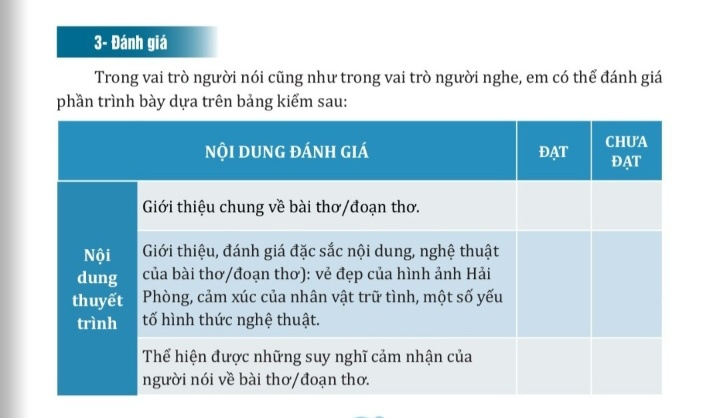 3- Đánh giá
Trong vai trò người nói cũng như trong vai trò người nghe, em có thể đánh giá
phần trình bày dựa trên bảng kiểm sau:
NỘI DUNG ĐÁNH GIÁ
ĐẠT
CHƯA
ĐẠT
Nội
dung
thuyết
trình
Giới thiệu chung về bài thơ/đoạn thơ.
Giới thiệu, đánh giá đặc sắc nội dung, nghệ thuật
của bài thơ/đoạn thơ): vẻ đẹp của hình ảnh Hải
Phòng, cảm xúc của nhân vật trữ tình, một số yếu
tố hình thức nghệ thuật.
Thể hiện được những suy nghĩ cảm nhận của
người nói về bài thơ/đoạn thơ.